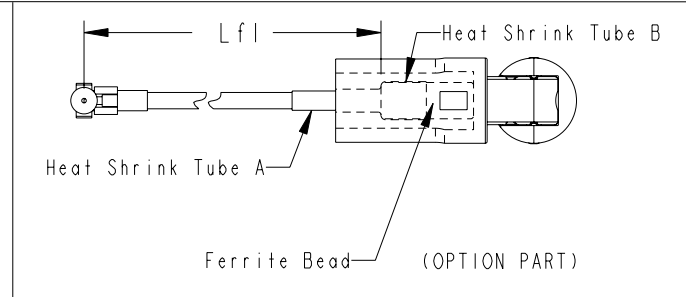 Lfl
Heat Shrink Tube B
Heat Shrink Tube A
Ferrite Bead
(OPTION PART)